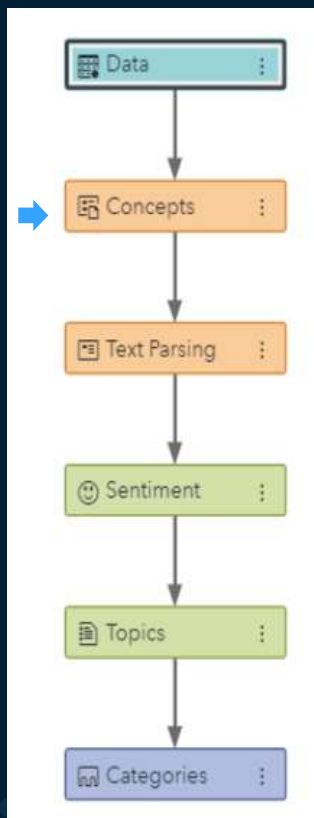 Data
Concepts
Text Parsing
Sentiment
Topics
Categories